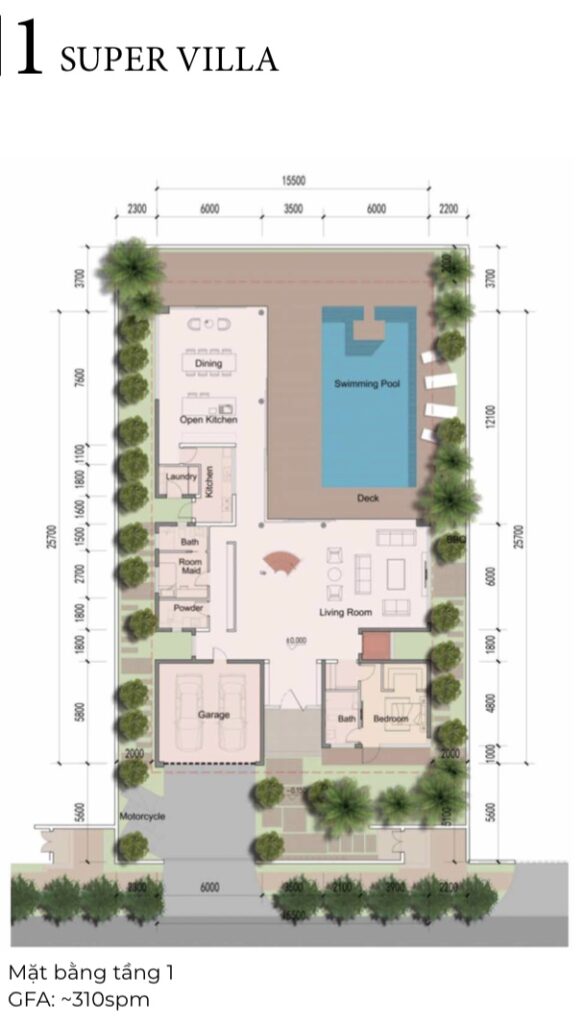 1 SUPER VILLA
15500
2300 6000 3500 6000 2200
3700
7600
1100
1800
1600
1500
2700
1800
1800
5800
5600
25700
3700
12100
6000
1800
4800
1000
5600
25700
Dining
Open Kitchen
Swimming Pool
Laundry
Kitchen
Deck
Bath
Room
Maid
BBQ
Powder
Living Room
±0.000
Garage
Bath
Bedroom
2000
2000
Motorcycle
6000 3500 2100 3900 2200
Mặt bằng tầng 1
GFA: ~310spm